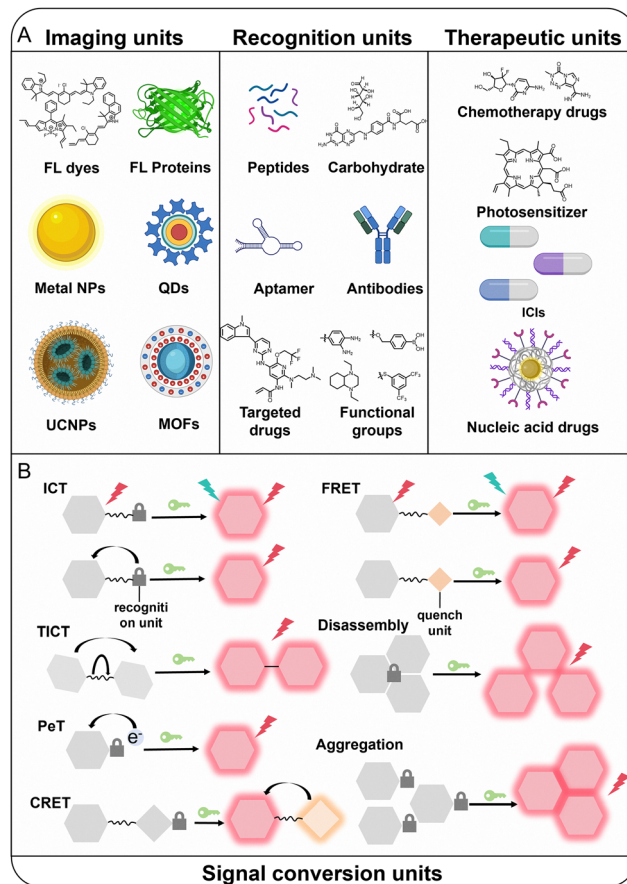 A
Imaging units
Recognition units
Therapeutic units
FL dyes
FL Proteins
Peptides
Carbohydrate
Chemotherapy drugs
Photosensitizer
Metal NPs
QDs
Aptamer
Antibodies
ICIs
UCNPs
MOFs
Targeted
drugs
Functional
groups
Nucleic acid drugs
B
ICT
recogniti
on unit
TICT
PeT
e-
CRET
FRET
quench
unit
Disassembly
Aggregation
Signal conversion units